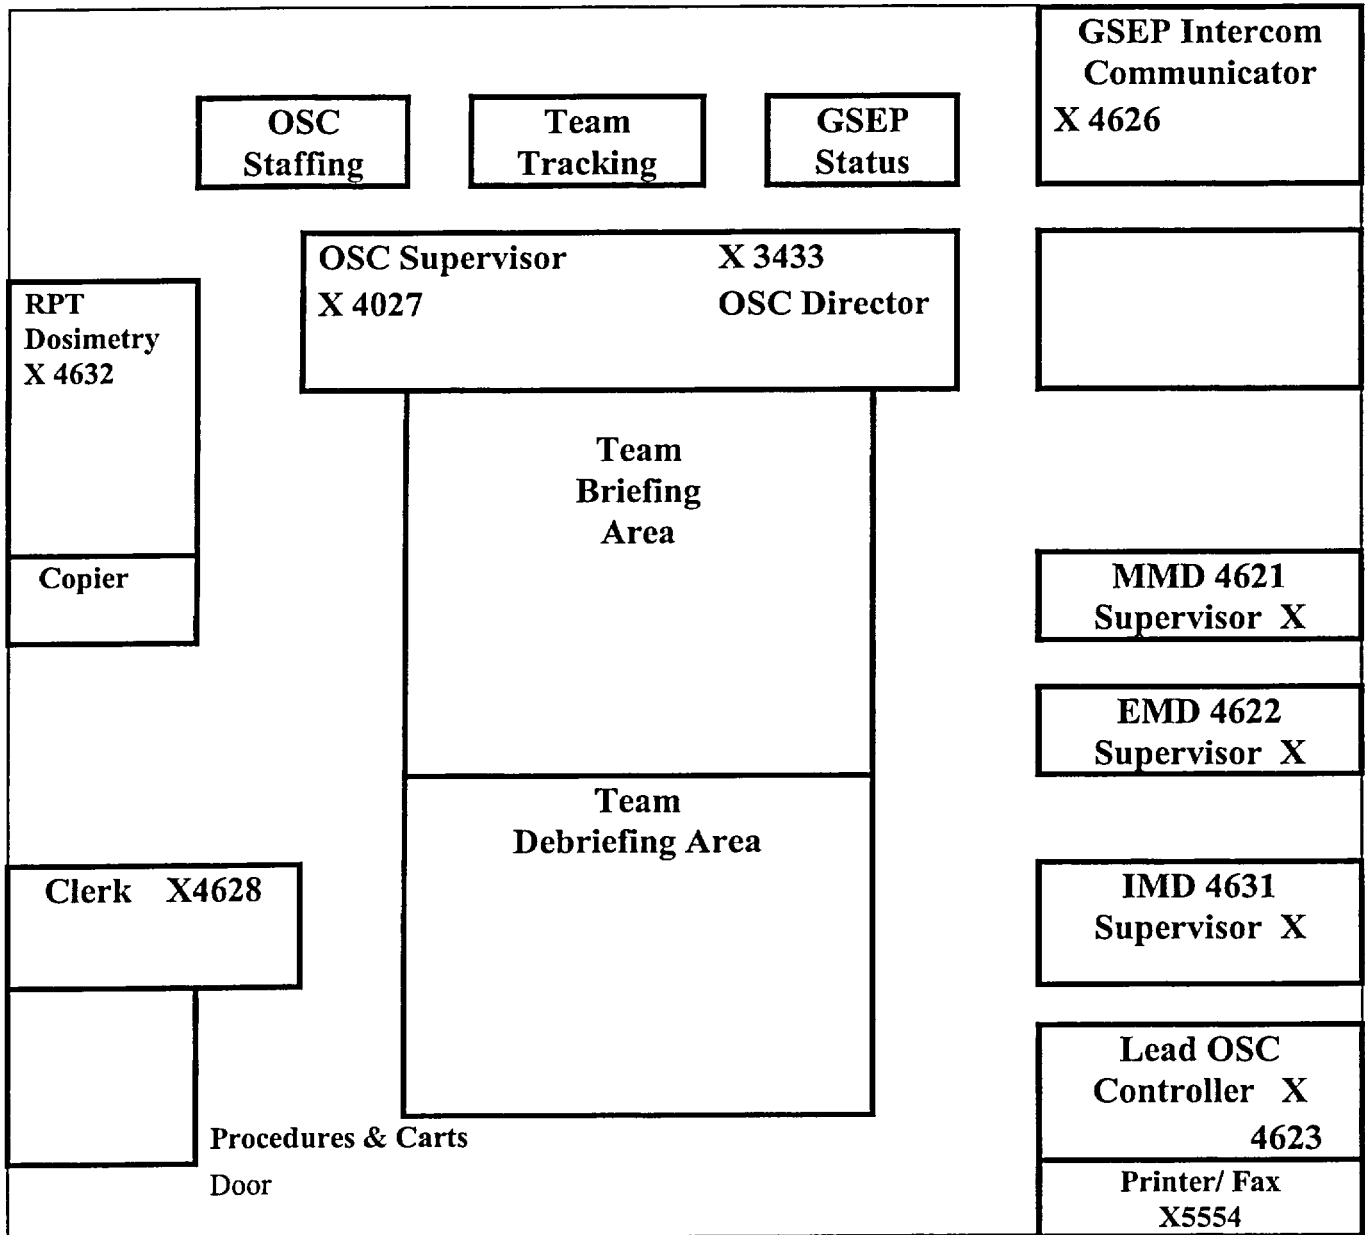 GSEP Intercom
Communicator
X 4626
OSC
Staffing
Team
Tracking
GSEP
Status
OSC Supervisor X 3433
X 4027 OSC Director
RPT
Dosimetry
X 4632
Team
Briefing
Area
Copier
MMD 4621
Supervisor X
EMD 4622
Supervisor X
Team
Debriefing Area
Clerk X4628
IMD 4631
Supervisor X
Lead OSC
Controller X
4623
Procedures & Carts
Door
Printer/ Fax
X5554